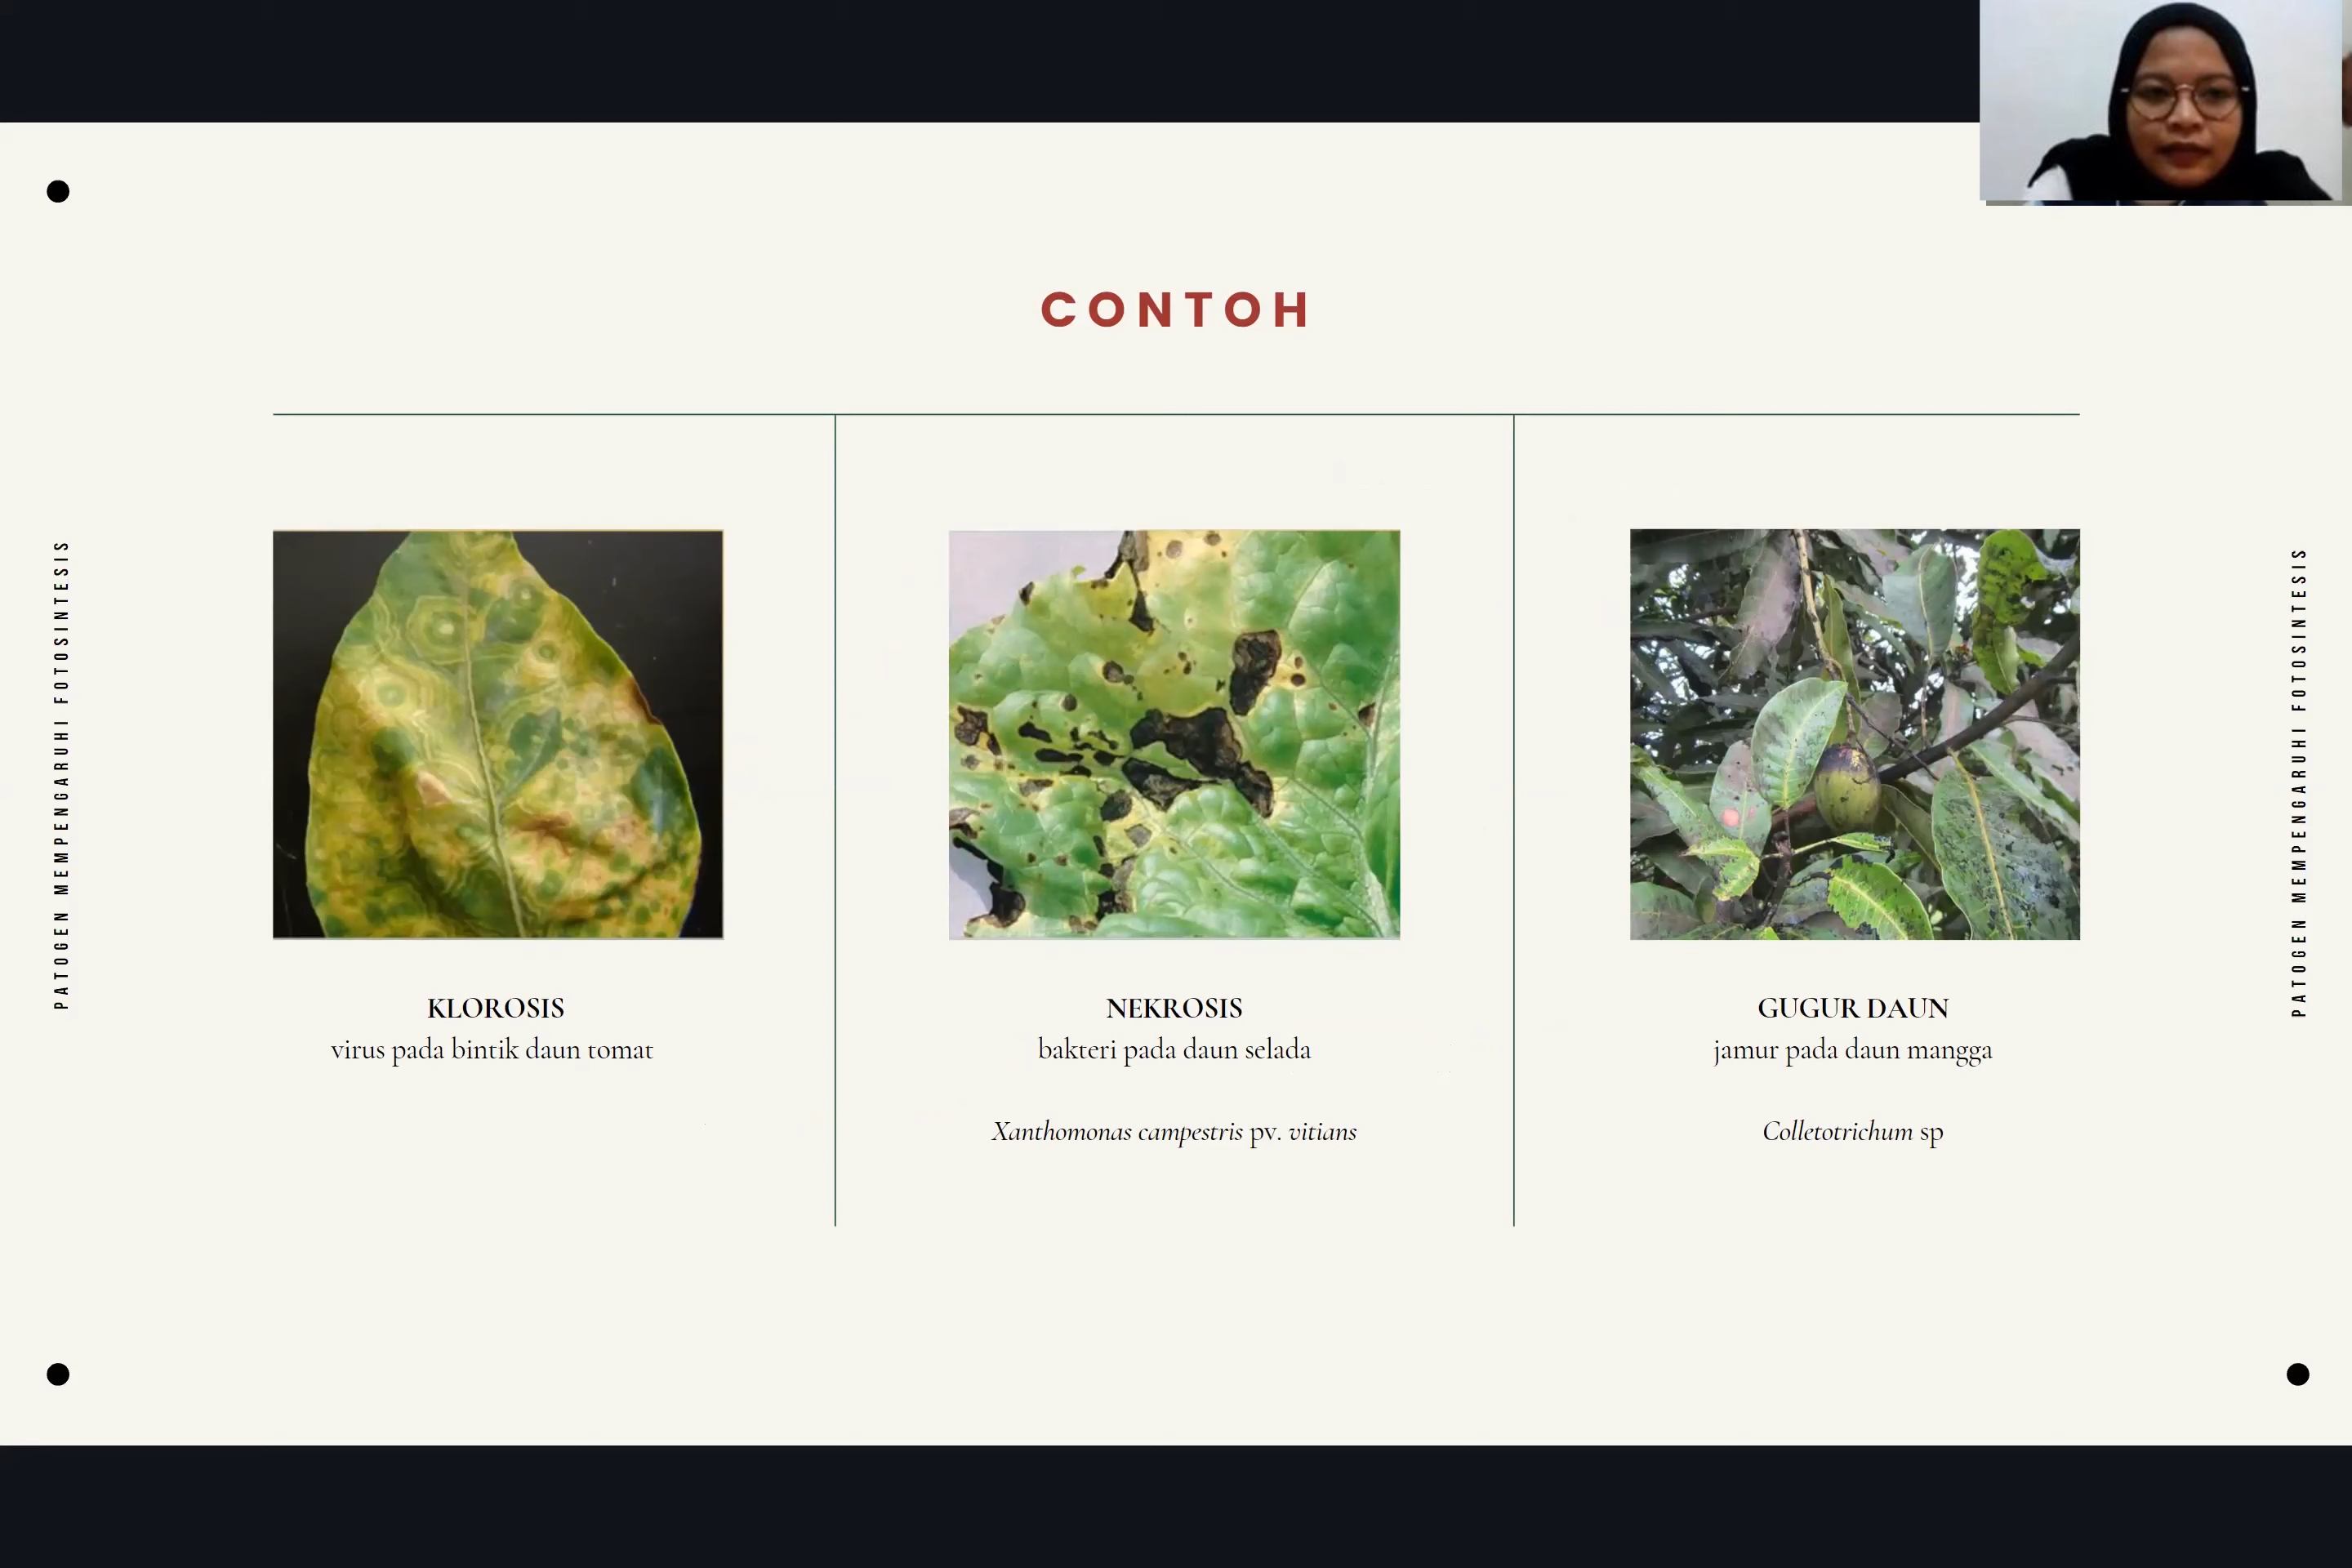 CONTOH
PATOGEN MEMPENGARUHI FOTOSINTESIS
KLOROSIS
virus pada bintik daun tomat
NEKROSIS
bakteri pada daun selada
Xanthomonas campestris pv. vitians
GUGUR DAUN
jamur pada daun mangga
Colletotrichum sp
PATOGEN MEMPENGARUHI FOTOSINTESIS